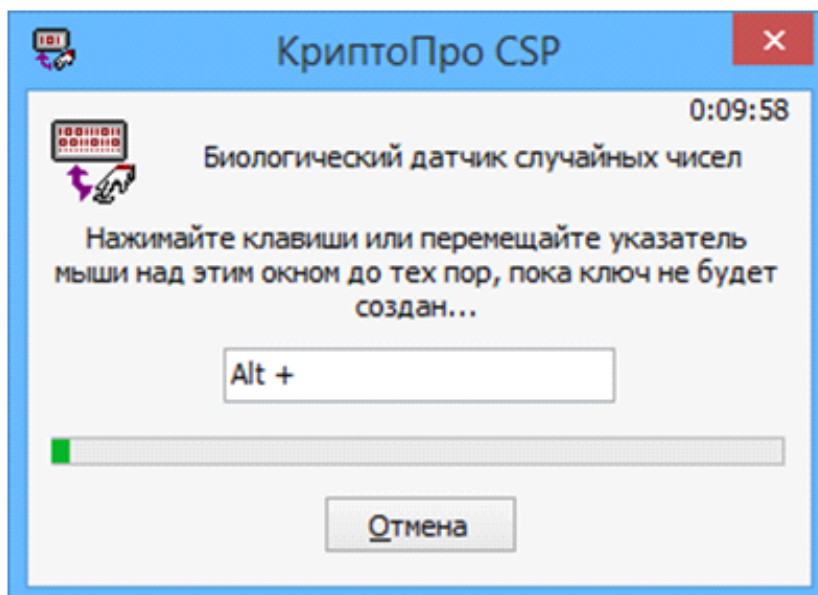 КриптоПро CSP
0:09:58
Биологический датчик случайных чисел
Нажимайте клавиши или перемещайте указатель
мыши над этим окном до тех пор, пока ключ не будет
создан...
Alt +
Отмена